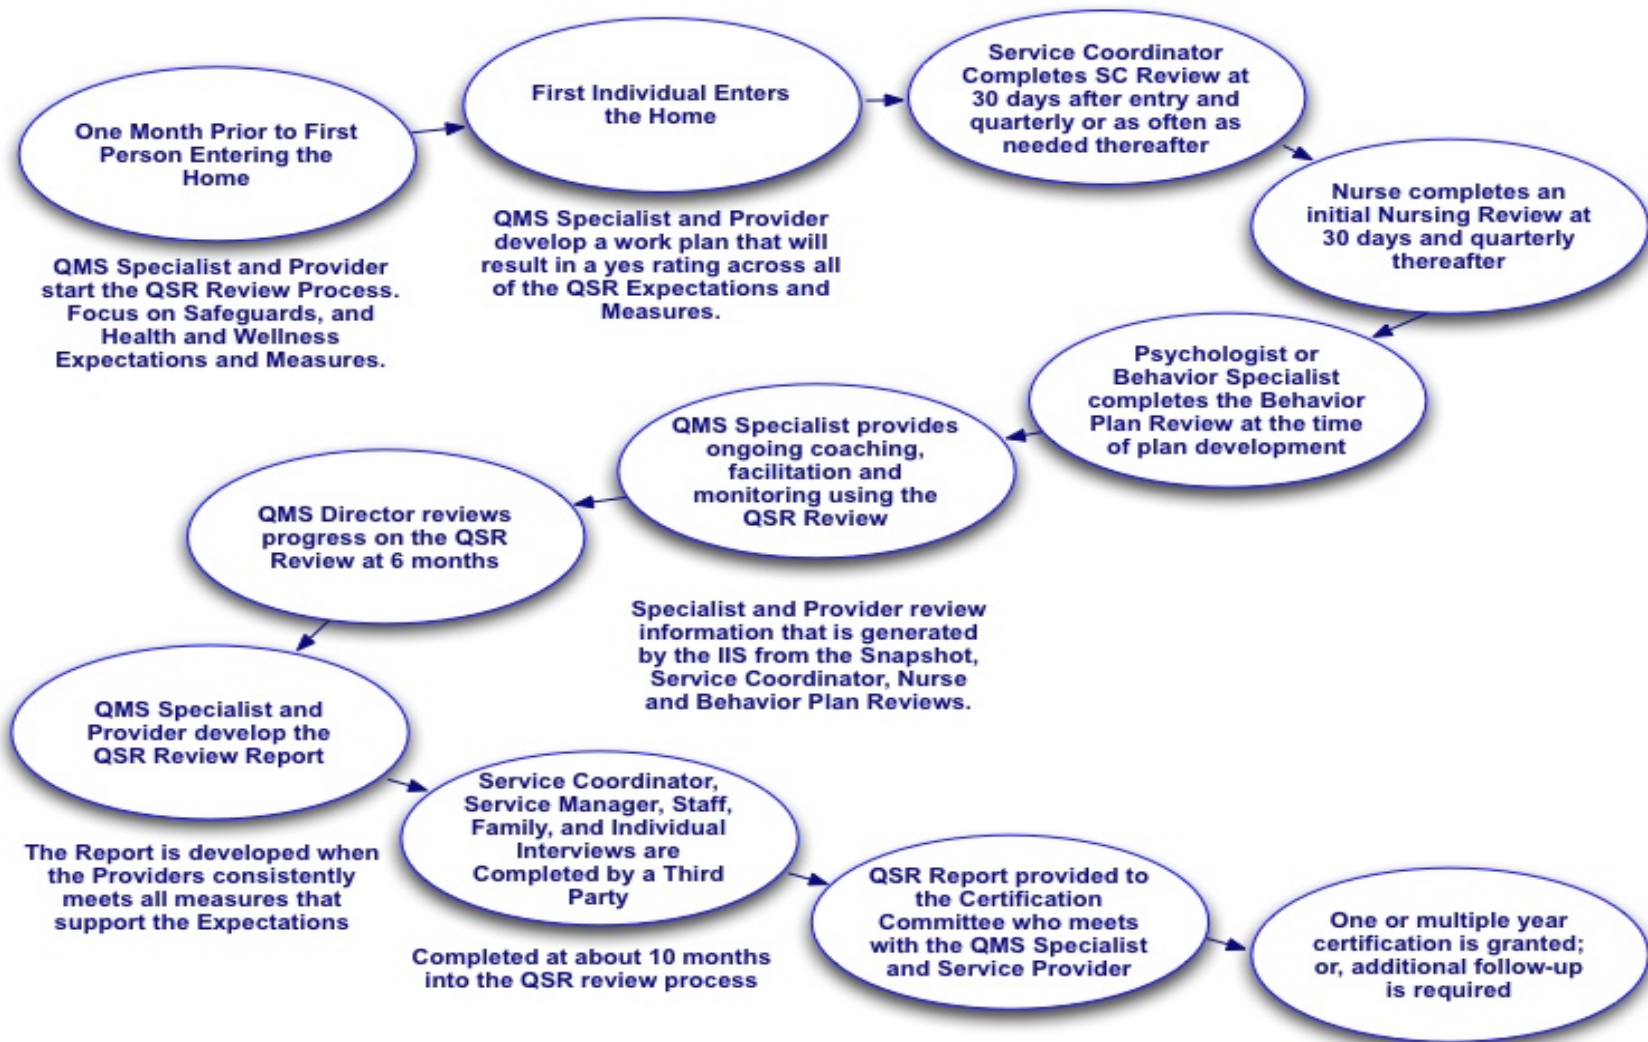 One Month Prior to First
Person Entering the
Home
QMS Specialist and Provider
start the QSR Review Process.
Focus on Safeguards, and
Health and Wellness
Expectations and Measures.
First Individual Enters
the Home
QMS Specialist and Provider
develop a work plan that will
result in a yes rating across all
of the QSR Expectations and
Measures.
Service Coordinator
Completes SC Review at
30 days after entry and
quarterly or as often as
needed thereafter
Nurse completes an
initial Nursing Review at
30 days and quarterly
thereafter
Psychologist or
Behavior Specialist
completes the Behavior
Plan Review at the time
of plan development
QMS Specialist provides
ongoing coaching,
facilitation and
monitoring using the
QSR Review
Specialist and Provider review
information that is generated
by the IIS from the Snapshot,
Service Coordinator, Nurse
and Behavior Plan Reviews.
QMS Director reviews
progress on the QSR
Review at 6 months
QMS Specialist and
Provider develop the
QSR Review Report
The Report is developed when
the Providers consistently
meets all measures that
support the Expectations
Service Coordinator,
Service Manager, Staff,
Family, and Individual
Interviews are
Completed by a Third
Party
Completed at about 10 months
into the QSR review process
QSR Report provided to
the Certification
Committee who meets
with the QMS Specialist
and Service Provider
One or multiple year
certification is granted;
or, additional follow-up
is required